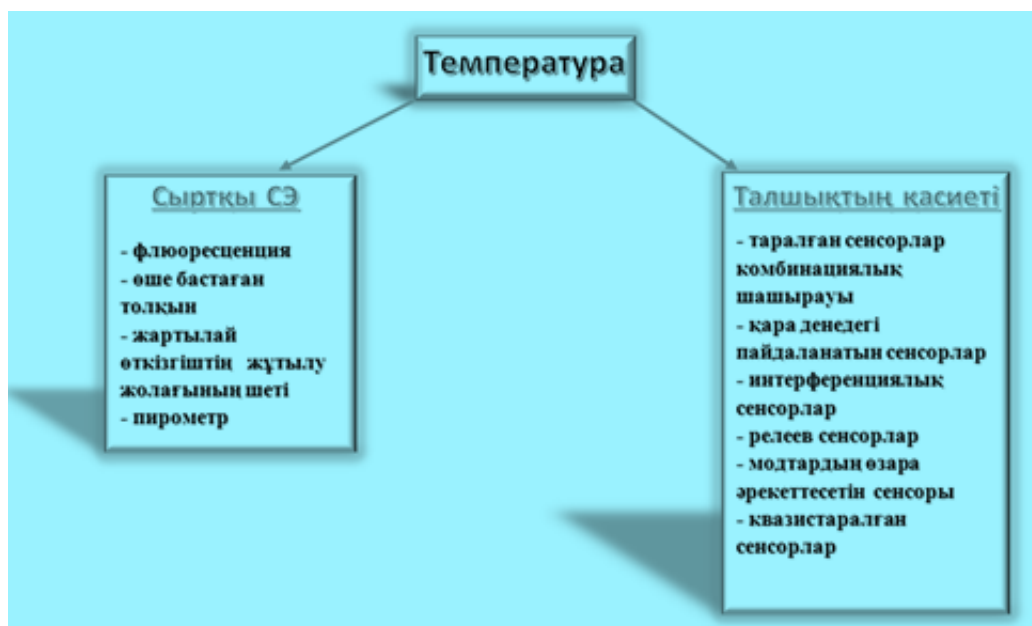 Температура
Сыртқы СЭ
- флюоресценция
- өше бастаған
толқын
- жартылай
өткізгіштің жұтылу
жолағының шеті
- пирометр
Талшықтың қасиеті
- таралған сенсорлар
комбинациялық
шашырауы
- қара денедегі
пайдаланатын сенсорлар
- интерференциялық
сенсорлар
- релеев сенсорлар
- модтардың өзара
әрекеттесетін сенсоры
- квазистаралған
сенсорлар